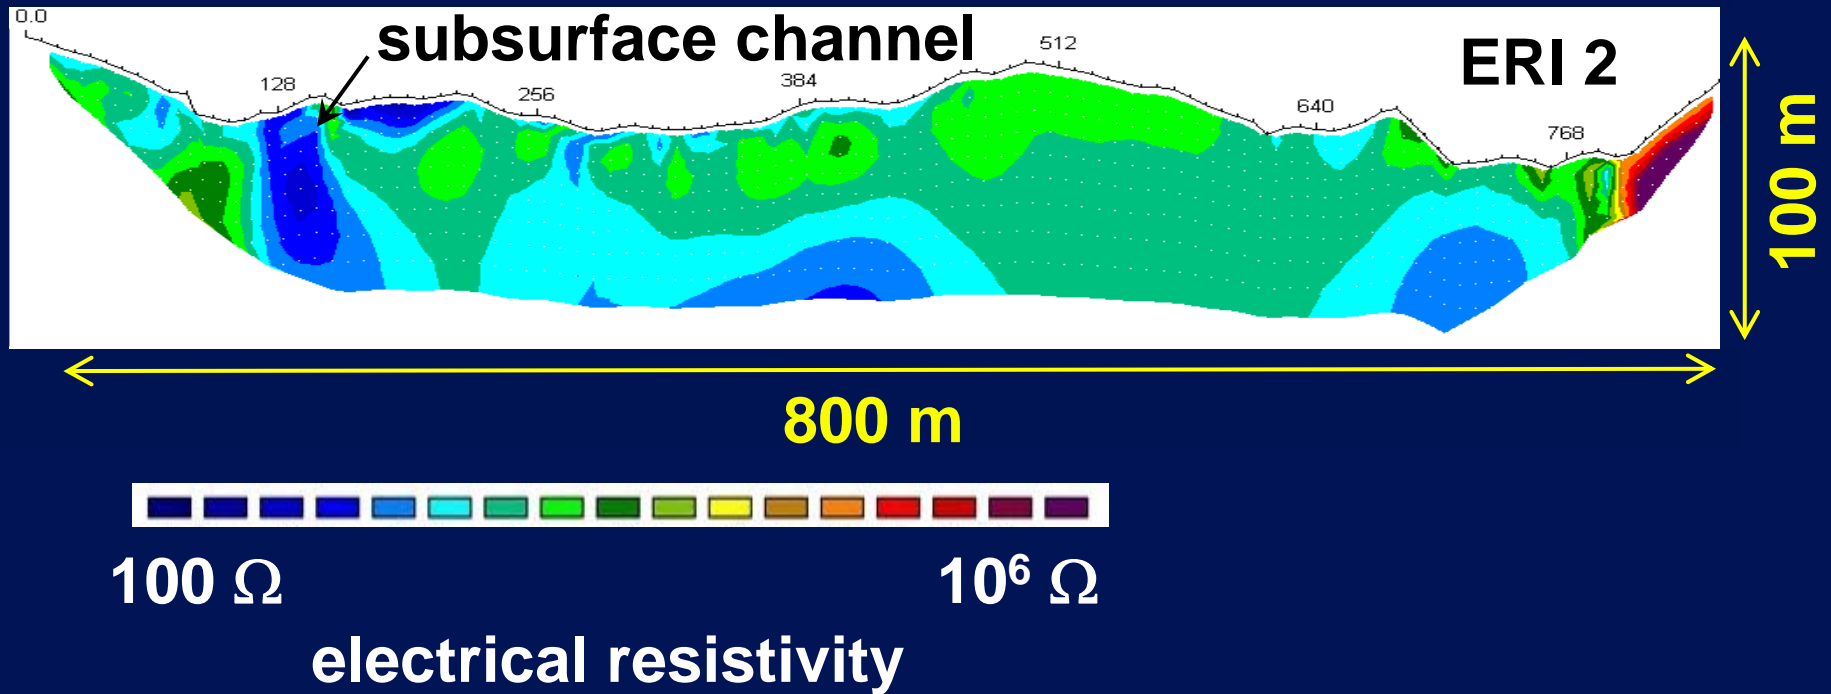 0.0
subsurface channel
512
ERI 2
128
256
384
640
768
100 m
800 m
100 Ω
10⁶ Ω
electrical resistivity